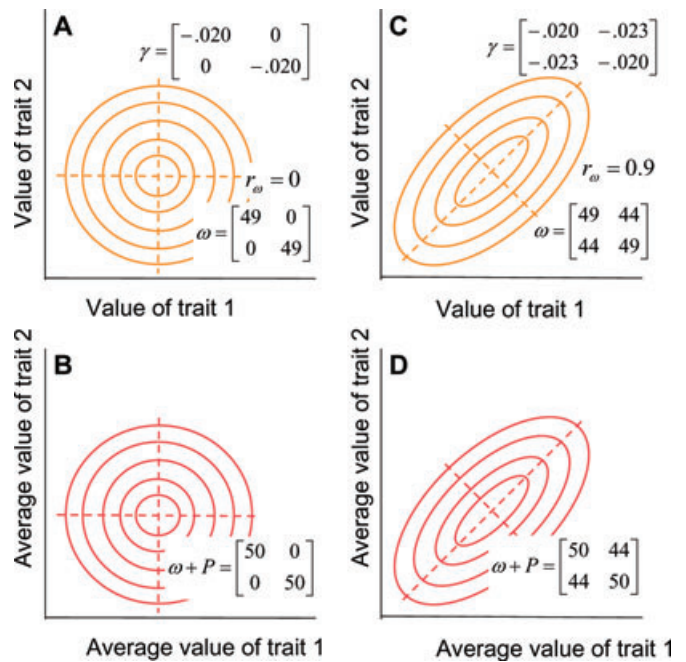 A
γ = [ -.020 0
0 -.020 ]
Value of trait 2
r_ω = 0
ω = [ 49 0
0 49 ]
Value of trait 1
C
γ = [ -.020 -.023
-.023 -.020 ]
Value of trait 2
r_ω = 0.9
ω = [ 49 44
44 49 ]
Value of trait 1
B
Average value of trait 2
ω + P = [ 50 0
0 50 ]
Average value of trait 1
D
Average value of trait 2
ω + P = [ 50 44
44 50 ]
Average value of trait 1